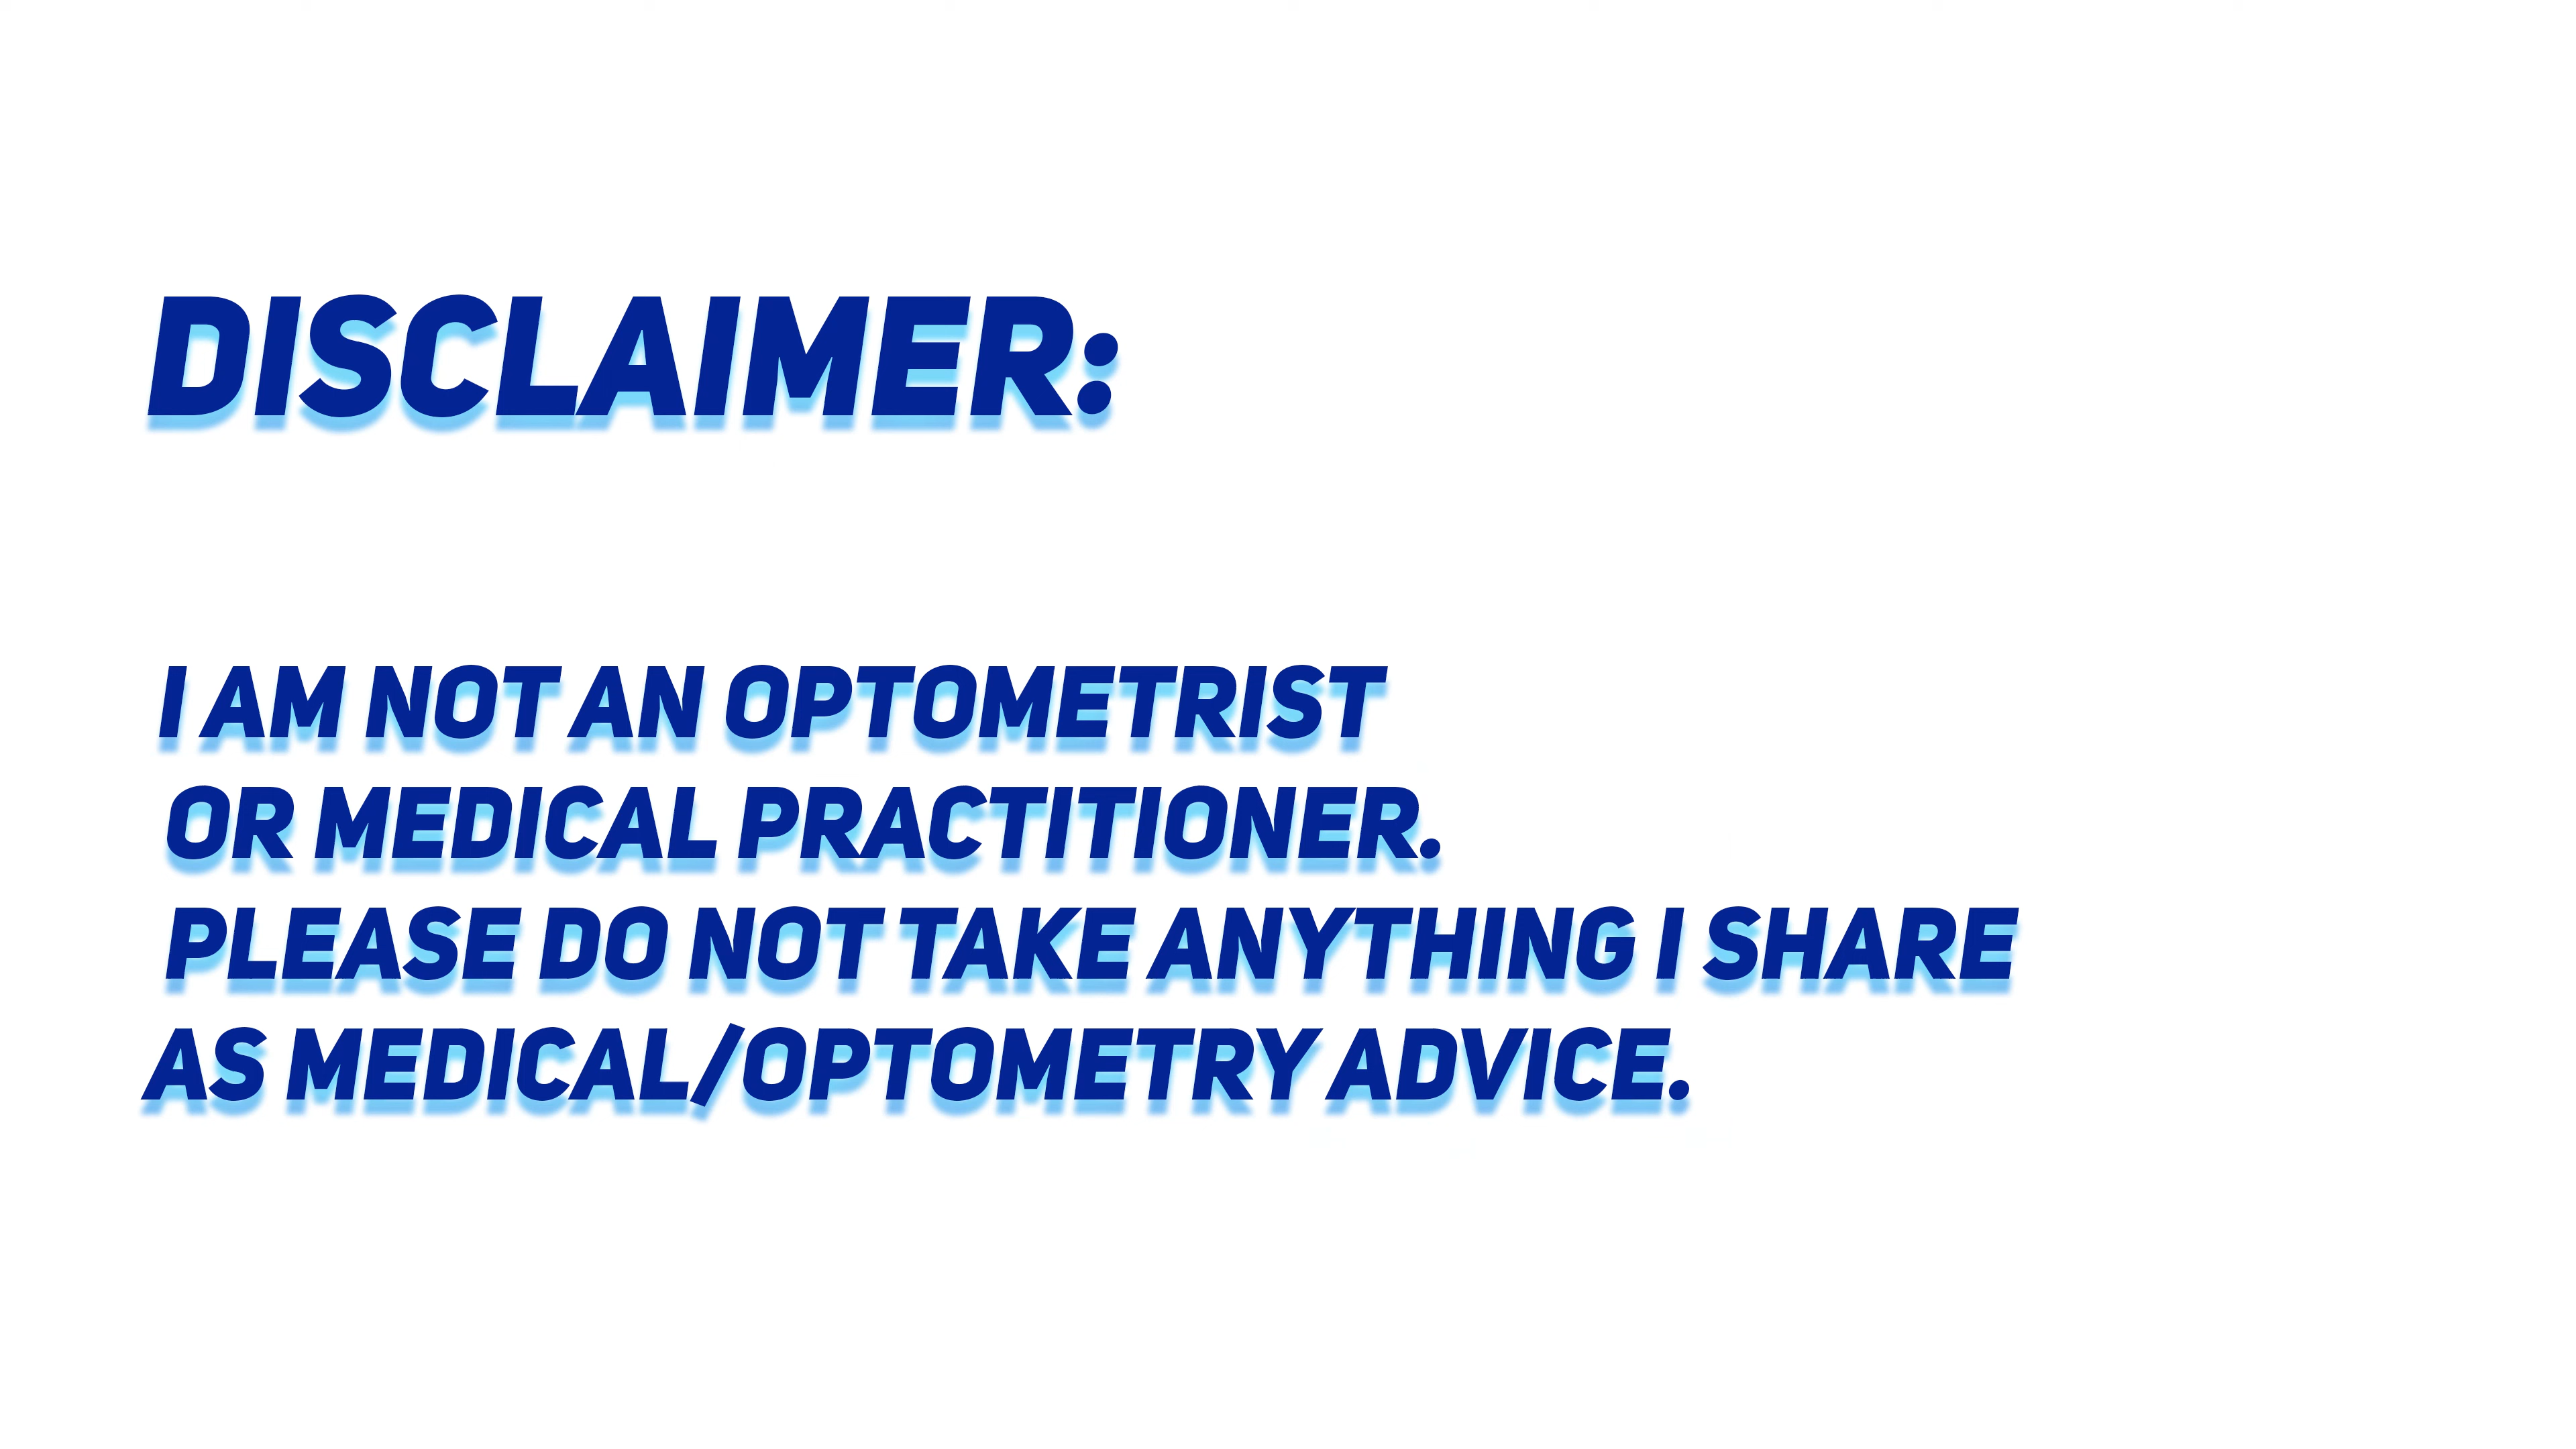 DISCLAIMER:
I AM NOT AN OPTOMETRIST
OR MEDICAL PRACTITIONER.
PLEASE DO NOT TAKE ANYTHING I SHARE
AS MEDICAL/OPTOMETRY ADVICE.